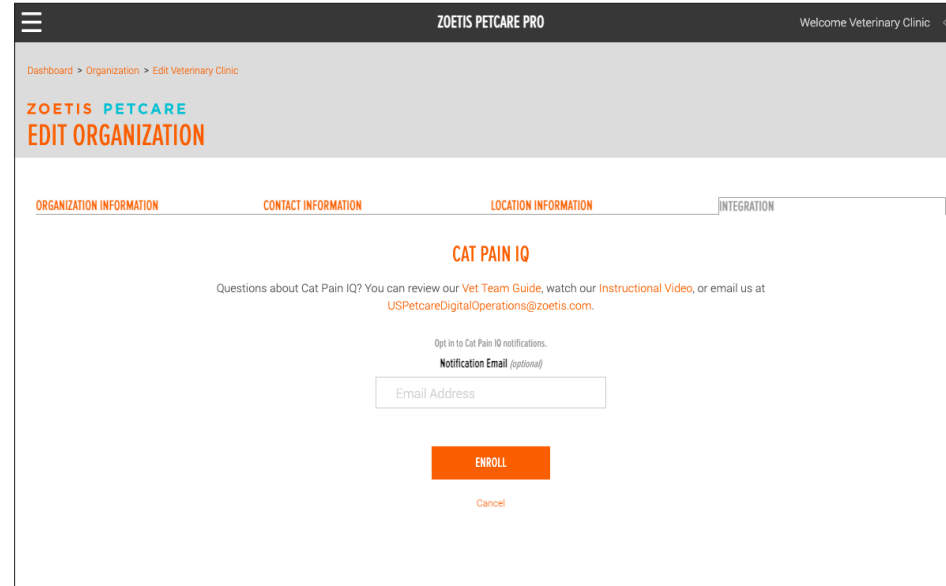 ZOETIS PETCARE PRO
Welcome Veterinary Clinic
Dashboard > Organization > Edit Veterinary Clinic
ZOETIS PETCARE
EDIT ORGANIZATION
ORGANIZATION INFORMATION
CONTACT INFORMATION
LOCATION INFORMATION
INTEGRATION
CAT PAIN IQ
Questions about Cat Pain IQ? You can review our Vet Team Guide, watch our Instructional Video, or email us at
USPetcareDigitalOperations@zoetis.com.
Opt in to Cat Pain IQ notifications.
Notification Email (optional)
Email Address
ENROLL
Cancel